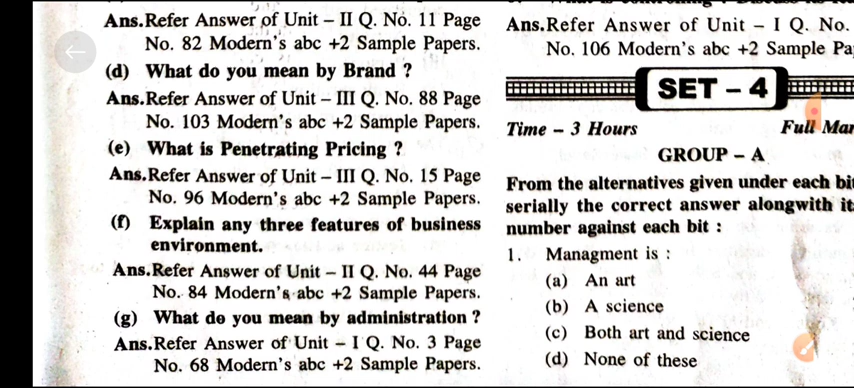 Ans.Refer Answer of Unit – II Q. No. 11 Page
No. 82 Modern's abc +2 Sample Papers.
(d) What do you mean by Brand ?
Ans.Refer Answer of Unit – III Q. No. 88 Page
No. 103 Modern's abc +2 Sample Papers.
(e) What is Penetrating Pricing ?
Ans.Refer Answer of Unit – III Q. No. 15 Page
No. 96 Modern's abc +2 Sample Papers.
(f) Explain any three features of business
environment.
Ans.Refer Answer of Unit – II Q. No. 44 Page
No. 84 Modern's abc +2 Sample Papers.
(g) What do you mean by administration ?
Ans.Refer Answer of Unit – I Q. No. 3 Page
No. 68 Modern's abc +2 Sample Papers.
Ans.Refer Answer of Unit – I Q. No.
No. 106 Modern's abc +2 Sample Pa
SET – 4
Time – 3 Hours Full Mar
GROUP – A
From the alternatives given under each bi
serially the correct answer alongwith it
number against each bit :
1. Managment is :
(a) An art
(b) A science
(c) Both art and science
(d) None of these